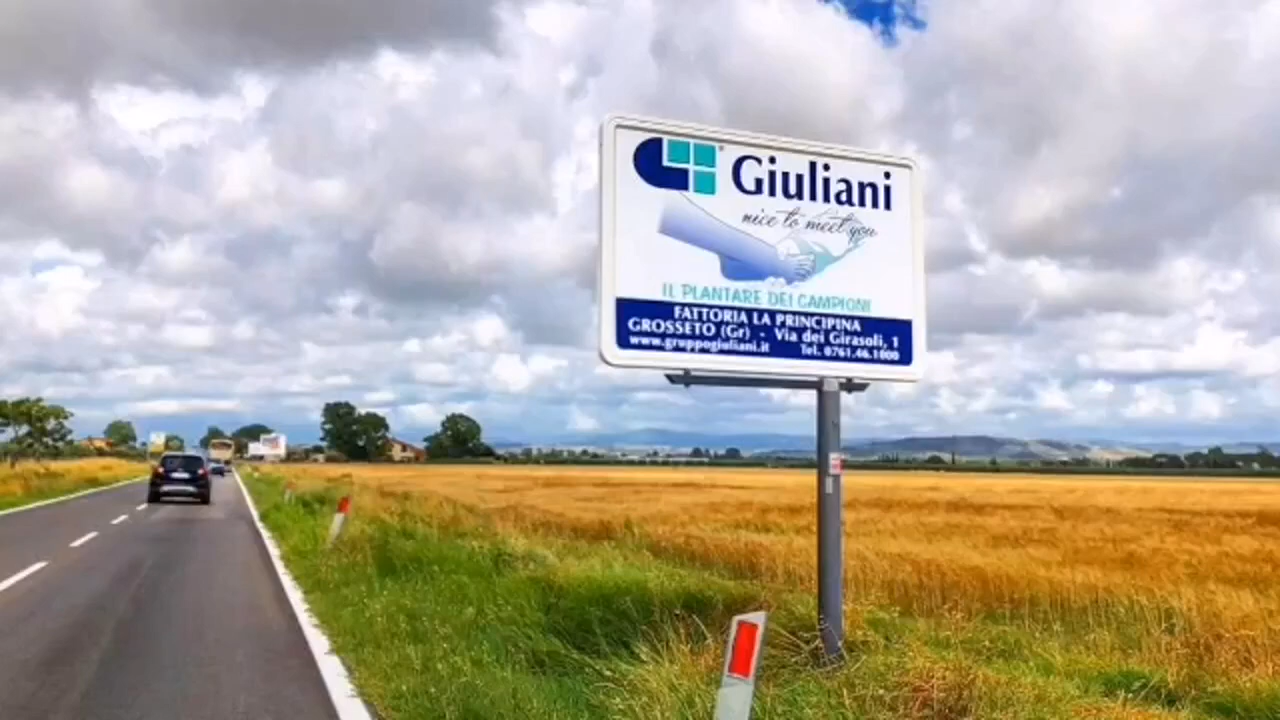 Giuliani
nice to meet you
IL PLANTARE DEI CAMPIONI
FATTORIA LA PRINCIPINA
GROSSETO (Gr) - Via dei Girasoli, 1
www.gruppogiuliani.it Tel. 0761.46.1000